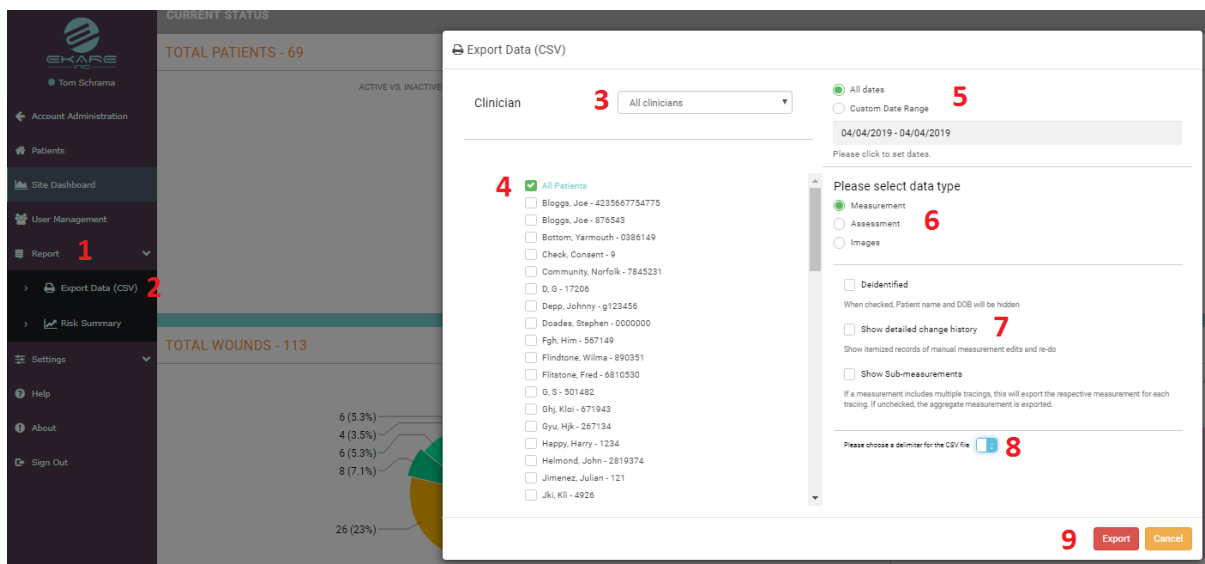 EKARE
INC
Tom Schrama
Account Administration
Patients
Site Dashboard
User Management
Report 1
Export Data (CSV) 2
Risk Summary
Settings
Help
About
Sign Out
CURRENT STATUS
TOTAL PATIENTS - 69
ACTIVE VS. INACTIVE
TOTAL WOUNDS - 113
6 (5.3%)
4 (3.5%)
6 (5.3%)
8 (7.1%)
26 (23%)
Export Data (CSV)
Clinician 3 All clinicians
4 All Patients
Bloggs, Joe - 4235667754775
Bloggs, Joe - 876543
Bottom, Yarmouth - 0386149
Check, Consent - 9
Community, Norfolk - 7845231
D, G - 17206
Depp, Johnny - g123456
Doades, Stephen - 0000000
Fgh, Him - 567149
Flindtone, Wilma - 890351
Flitstone, Fred - 6810530
G, S - 501482
Ghj, Kloi - 671943
Gyu, Hjk - 267134
Happy, Harry - 1234
Helmond, John - 2819374
Jimenez, Julian - 121
Jki, Kli - 4926
All dates
Custom Date Range
5
04/04/2019 - 04/04/2019
Please click to set dates.
Please select data type
Measurement
Assessment
Images
6
Deidentified
When checked, Patient name and DOB will be hidden
Show detailed change history 7
Show itemized records of manual measurement edits and re-do
Show Sub-measurements
If a measurement includes multiple tracings, this will export the respective measurement for each
tracing. If unchecked, the aggregate measurement is exported.
Please choose a delimiter for the CSV file 8
9 Export Cancel